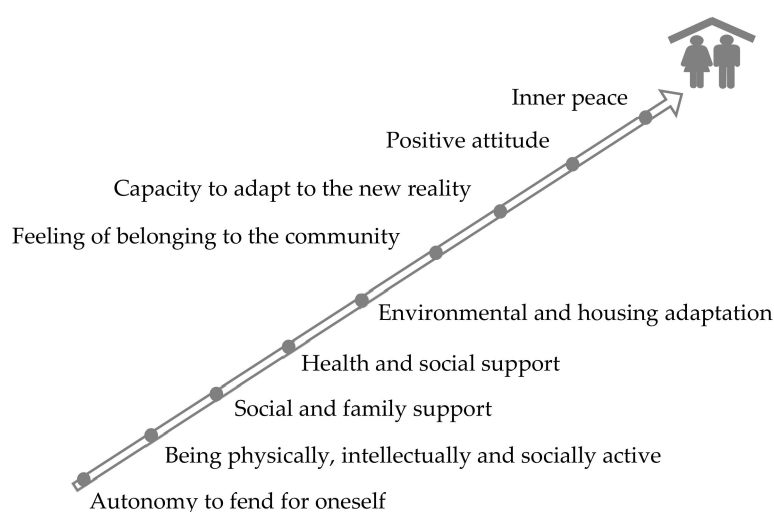 Inner peace
Positive attitude
Capacity to adapt to the new reality
Feeling of belonging to the community
Environmental and housing adaptation
Health and social support
Social and family support
Being physically, intellectually and socially active
Autonomy to fend for oneself